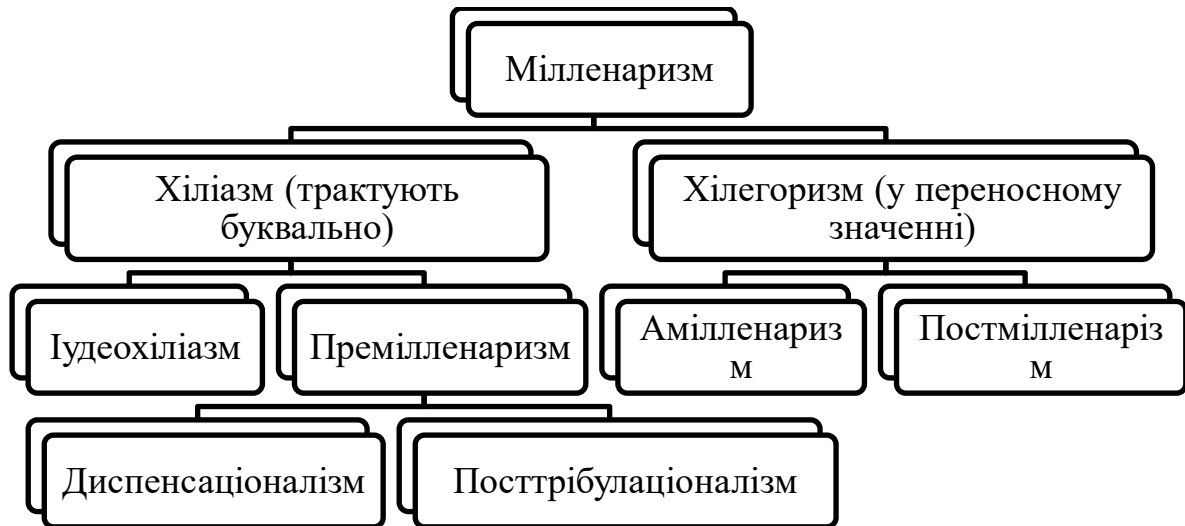 Мілленаризм
Хіліазм (трактують
буквально)
Хілегоризм (у переносному
значенні)
Іудеохіліазм
Премілленаризм
Амілленариз
м
Постмілленаріз
м
Диспенсаціоналізм
Посттрібулаціоналізм